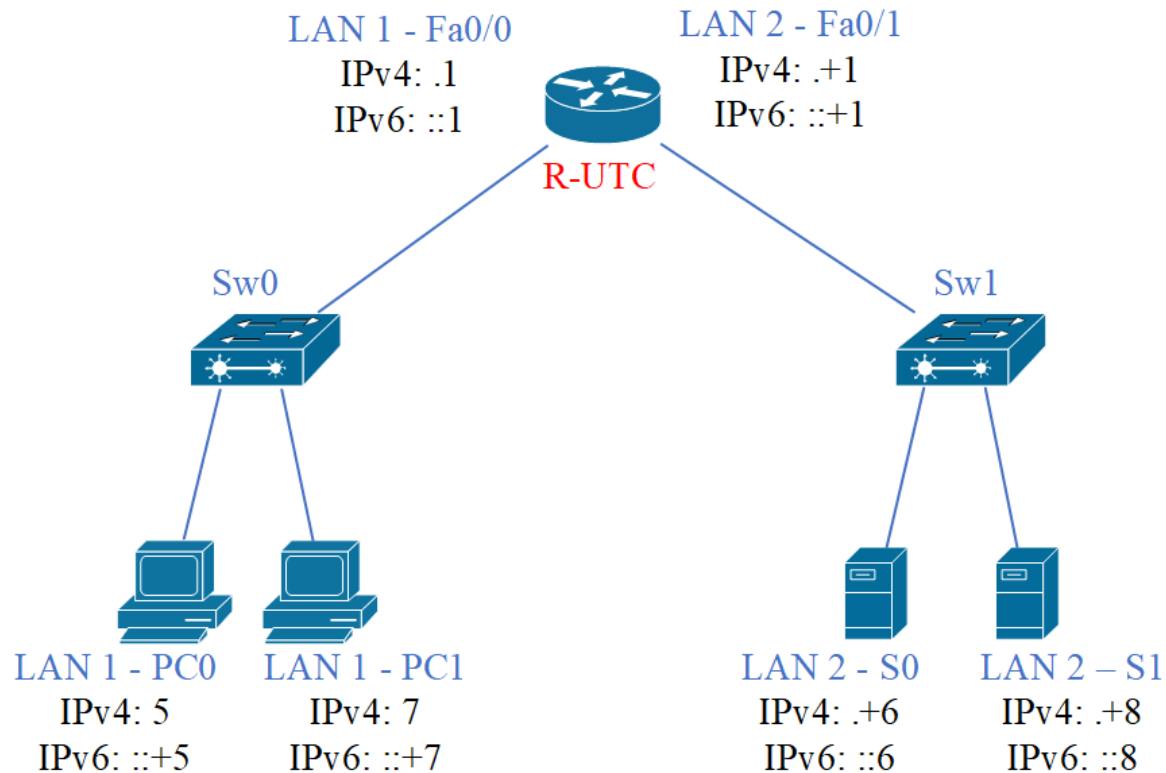 LAN 1 - Fa0/0
IPv4: .1
IPv6: ::1
LAN 2 - Fa0/1
IPv4: .+1
IPv6: ::+1
R-UTC
Sw0
Sw1
LAN 1 - PC0
IPv4: 5
IPv6: ::+5
LAN 1 - PC1
IPv4: 7
IPv6: ::+7
LAN 2 - S0
IPv4: .+6
IPv6: ::6
LAN 2 – S1
IPv4: .+8
IPv6: ::8